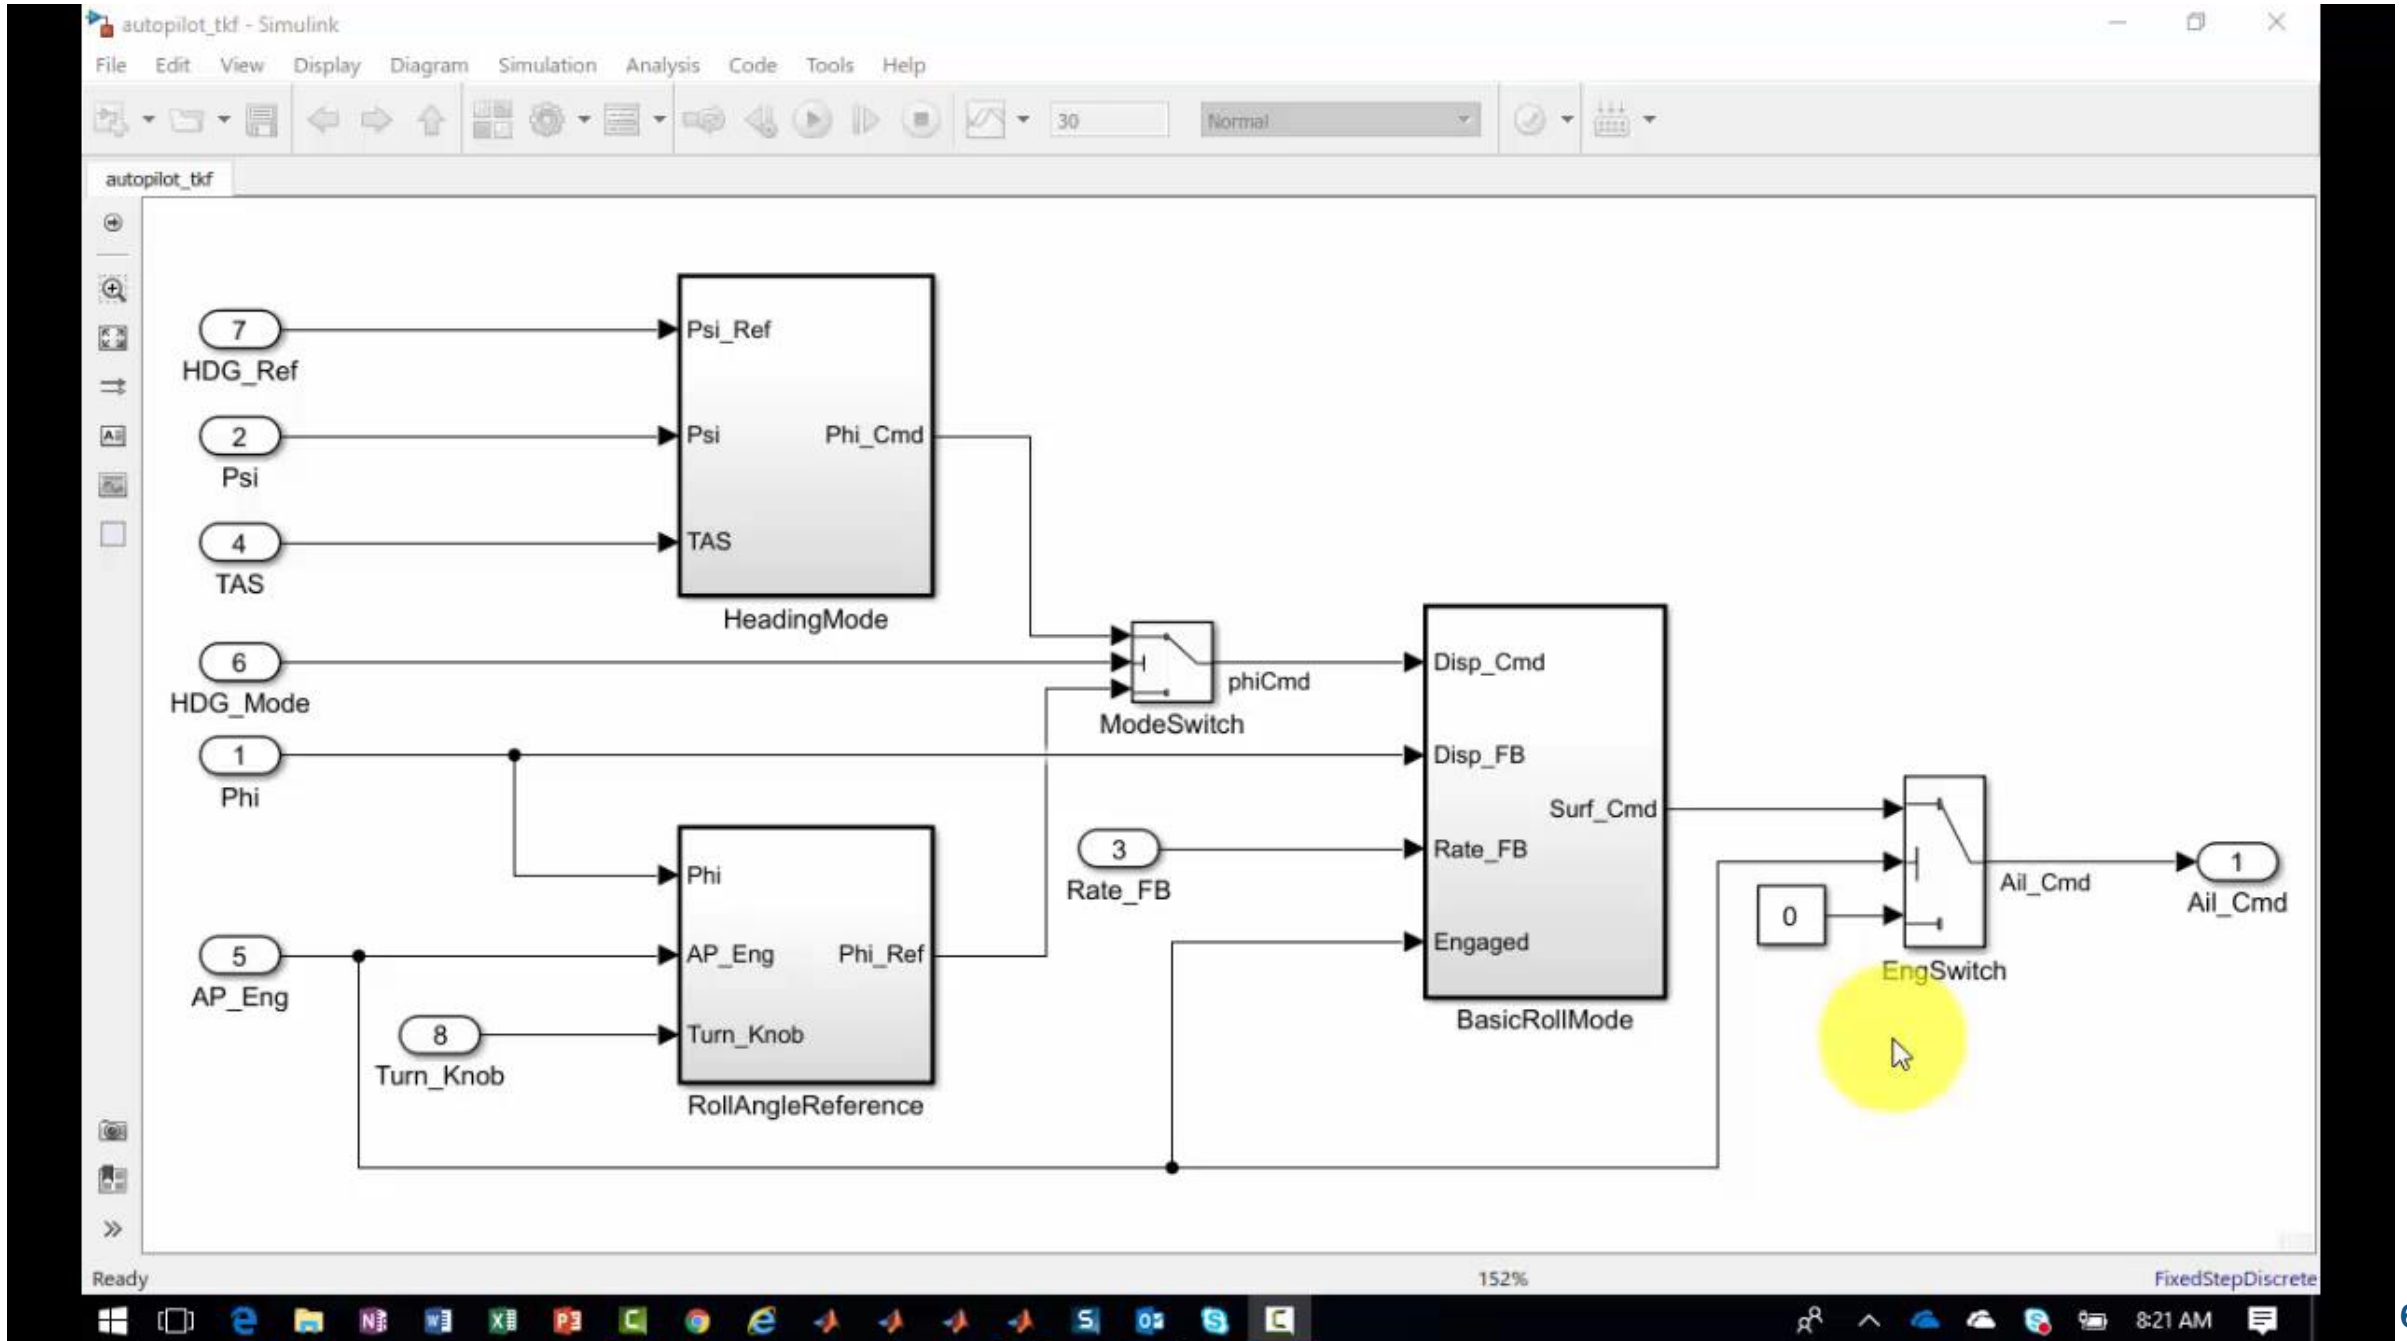 autopilot_tkf - Simulink
File Edit View Display Diagram Simulation Analysis Code Tools Help
30 Normal
autopilot_tkf
7
HDG_Ref
2
Psi
4
TAS
Psi_Ref
Psi
Phi_Cmd
TAS
HeadingMode
6
HDG_Mode
phiCmd
ModeSwitch
1
Phi
Phi
5
AP_Eng
AP_Eng
Phi_Ref
8
Turn_Knob
Turn_Knob
RollAngleReference
3
Rate_FB
Disp_Cmd
Disp_FB
Surf_Cmd
Rate_FB
Engaged
BasicRollMode
0
EngSwitch
Ail_Cmd
1
Ail_Cmd
Ready
152%
FixedStepDiscrete
8:21 AM